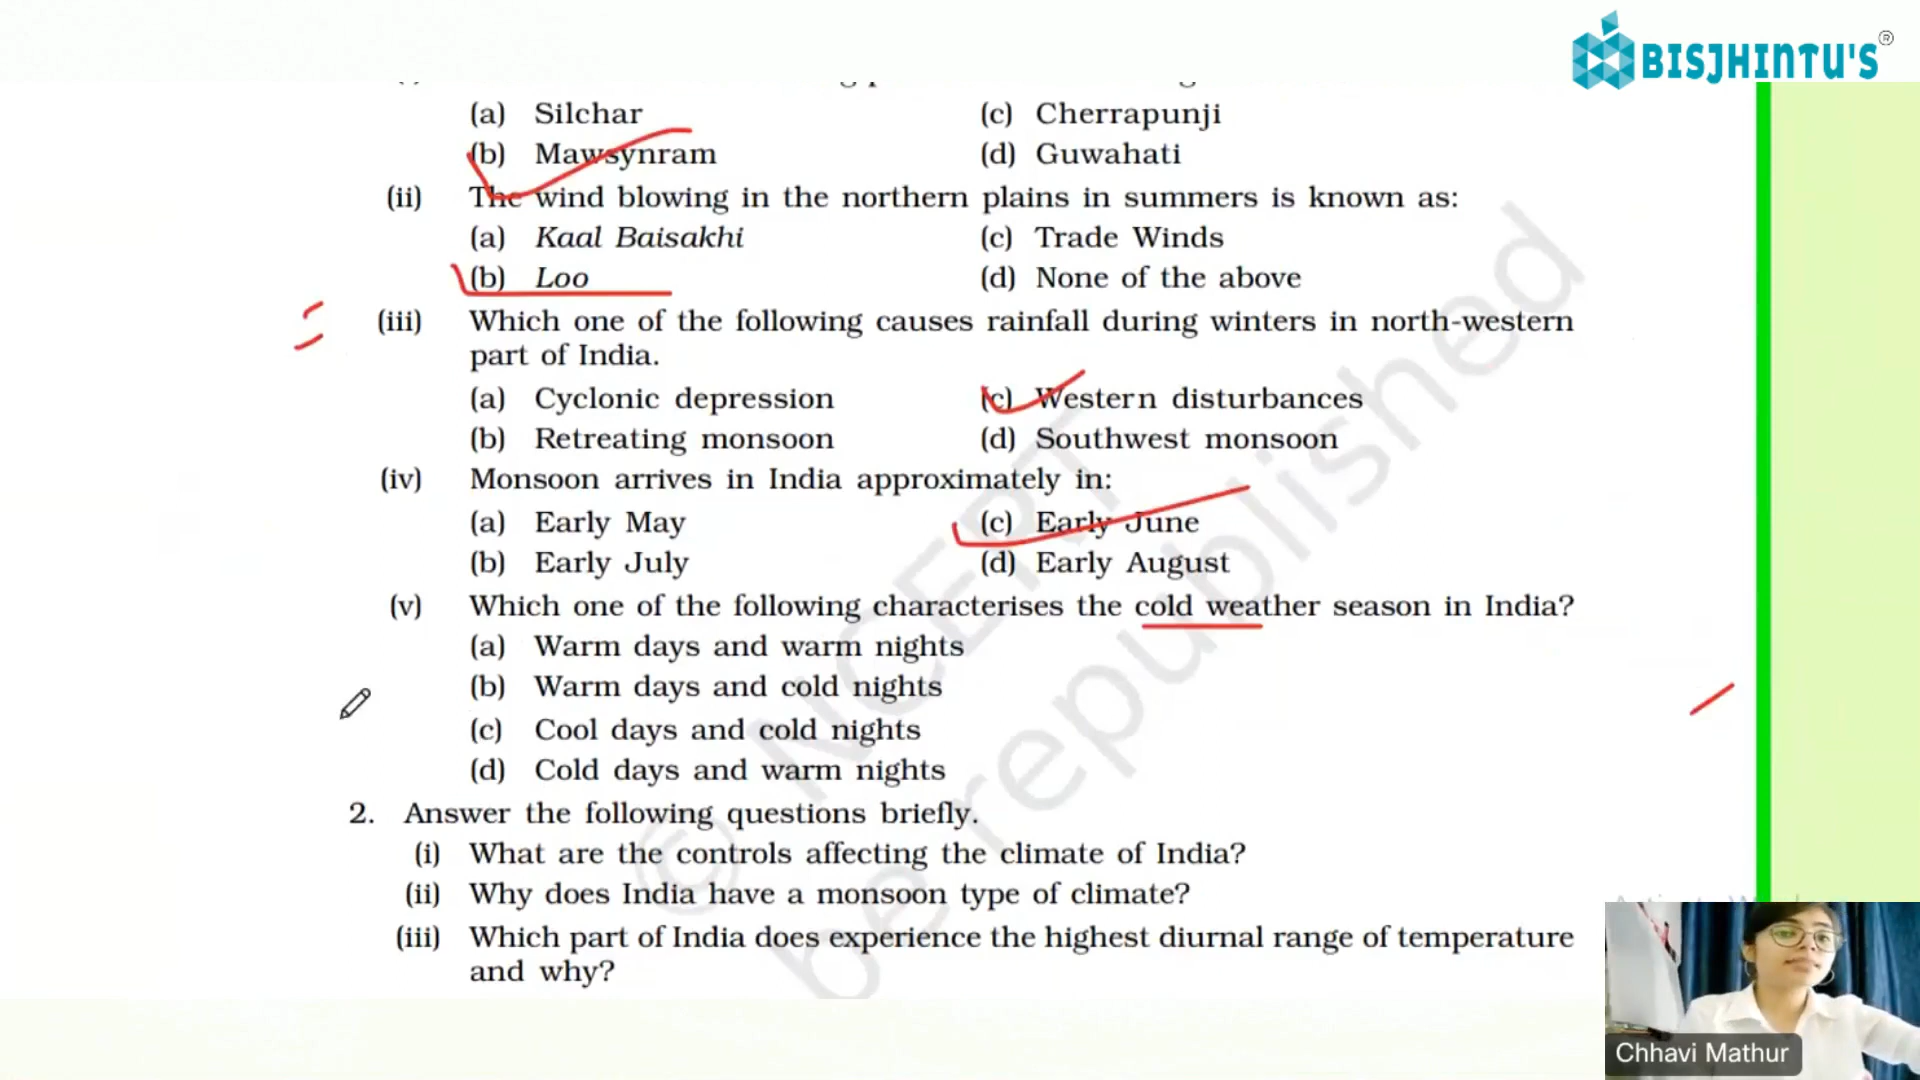 BISJHINTU'S®
(a) Silchar (c) Cherrapunji
(b) Mawsynram (d) Guwahati
(ii) The wind blowing in the northern plains in summers is known as:
(a) Kaal Baisakhi (c) Trade Winds
(b) Loo (d) None of the above
(iii) Which one of the following causes rainfall during winters in north-western
part of India.
(a) Cyclonic depression (c) Western disturbances
(b) Retreating monsoon (d) Southwest monsoon
(iv) Monsoon arrives in India approximately in:
(a) Early May (c) Early June
(b) Early July (d) Early August
(v) Which one of the following characterises the cold weather season in India?
(a) Warm days and warm nights
(b) Warm days and cold nights
(c) Cool days and cold nights
(d) Cold days and warm nights
2. Answer the following questions briefly.
(i) What are the controls affecting the climate of India?
(ii) Why does India have a monsoon type of climate?
(iii) Which part of India does experience the highest diurnal range of temperature
and why?
© NCERT
be republished
Chhavi Mathur